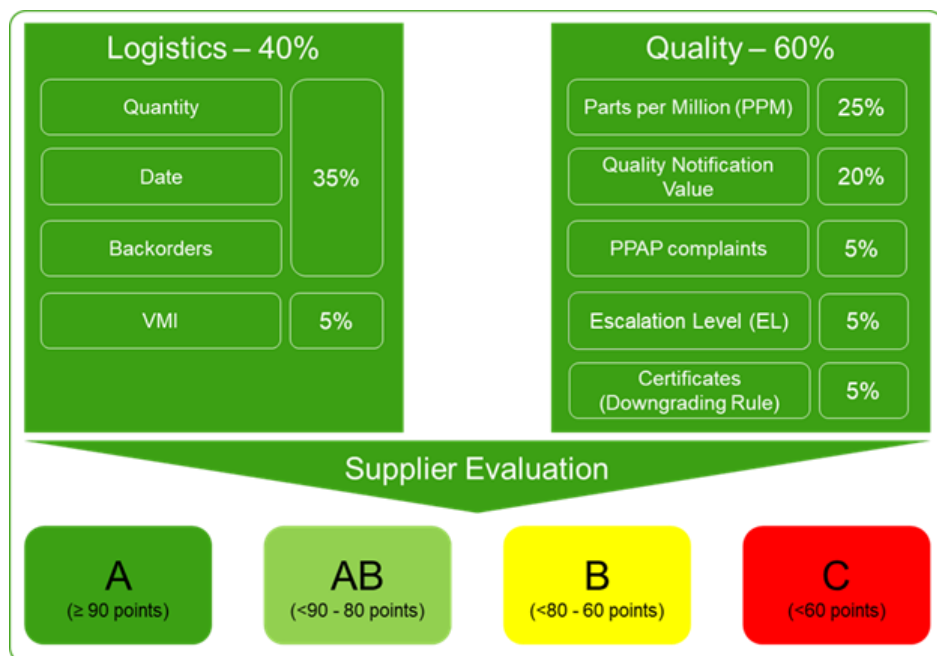 Logistics – 40%
Quantity
Date
35%
Backorders
VMI
5%
Quality – 60%
Parts per Million (PPM)
25%
Quality Notification
Value
20%
PPAP complaints
5%
Escalation Level (EL)
5%
Certificates
(Downgrading Rule)
5%
Supplier Evaluation
A
(≥ 90 points)
AB
(<90 - 80 points)
B
(<80 - 60 points)
C
(<60 points)